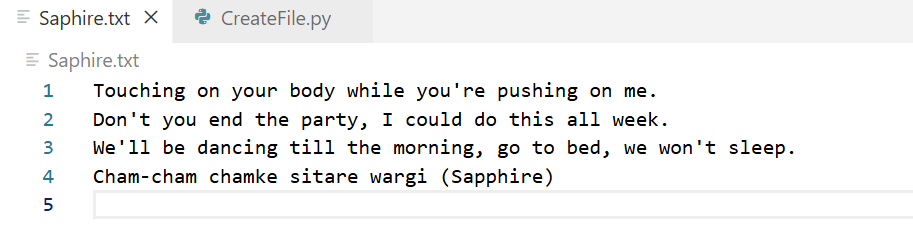 Saphire.txt CreateFile.py
Saphire.txt
1 Touching on your body while you're pushing on me.
2 Don't you end the party, I could do this all week.
3 We'll be dancing till the morning, go to bed, we won't sleep.
4 Cham-cham chamke sitare wargi (Sapphire)
5